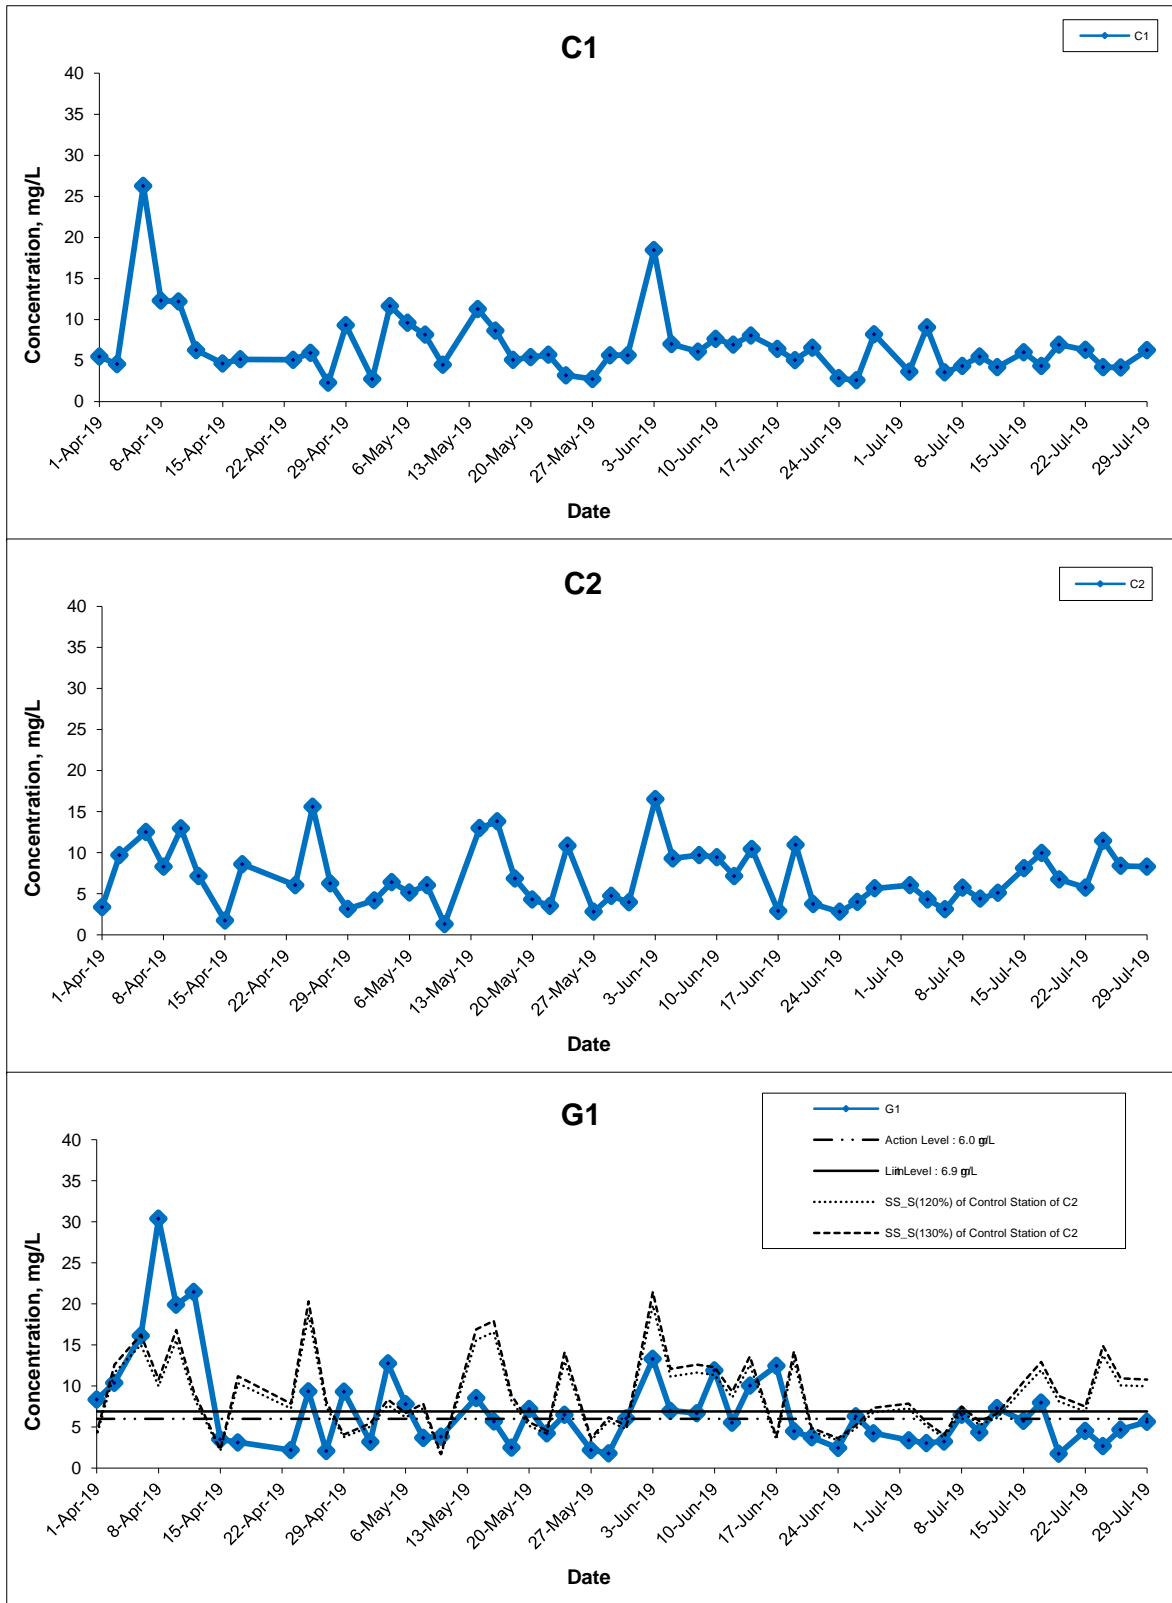 C1
C1
40
35
30
25
20
15
10
5
0
Concentration, mg/L
1-Apr-19
8-Apr-19
15-Apr-19
22-Apr-19
29-Apr-19
6-May-19
13-May-19
20-May-19
27-May-19
3-Jun-19
10-Jun-19
17-Jun-19
24-Jun-19
1-Jul-19
8-Jul-19
15-Jul-19
22-Jul-19
29-Jul-19
Date
C2
C2
40
35
30
25
20
15
10
5
0
Concentration, mg/L
1-Apr-19
8-Apr-19
15-Apr-19
22-Apr-19
29-Apr-19
6-May-19
13-May-19
20-May-19
27-May-19
3-Jun-19
10-Jun-19
17-Jun-19
24-Jun-19
1-Jul-19
8-Jul-19
15-Jul-19
22-Jul-19
29-Jul-19
Date
G1
G1
Action Level : 6.0 mg/L
Limit Level : 6.9 mg/L
SS_S(120%) of Control Station of C2
SS_S(130%) of Control Station of C2
40
35
30
25
20
15
10
5
0
Concentration, mg/L
1-Apr-19
8-Apr-19
15-Apr-19
22-Apr-19
29-Apr-19
6-May-19
13-May-19
20-May-19
27-May-19
3-Jun-19
10-Jun-19
17-Jun-19
24-Jun-19
1-Jul-19
8-Jul-19
15-Jul-19
22-Jul-19
29-Jul-19
Date